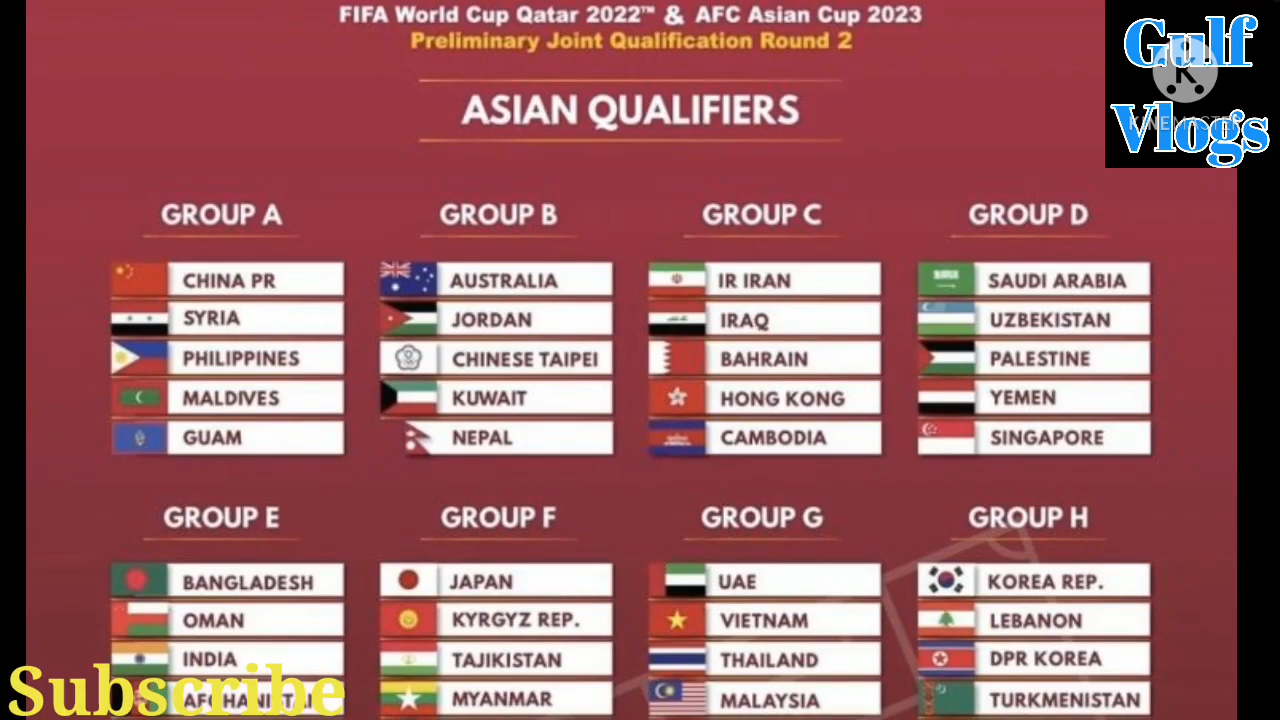 FIFA World Cup Qatar 2022™ & AFC Asian Cup 2023
Preliminary Joint Qualification Round 2
ASIAN QUALIFIERS
Gulf
Vlogs
K
KINEMASTER
GROUP A
CHINA PR
SYRIA
PHILIPPINES
MALDIVES
GUAM
GROUP B
AUSTRALIA
JORDAN
CHINESE TAIPEI
KUWAIT
NEPAL
GROUP C
IR IRAN
IRAQ
BAHRAIN
HONG KONG
CAMBODIA
GROUP D
SAUDI ARABIA
UZBEKISTAN
PALESTINE
YEMEN
SINGAPORE
GROUP E
BANGLADESH
OMAN
INDIA
AFGHANISTAN
GROUP F
JAPAN
KYRGYZ REP.
TAJIKISTAN
MYANMAR
GROUP G
UAE
VIETNAM
THAILAND
MALAYSIA
GROUP H
KOREA REP.
LEBANON
DPR KOREA
TURKMENISTAN
Subscribe